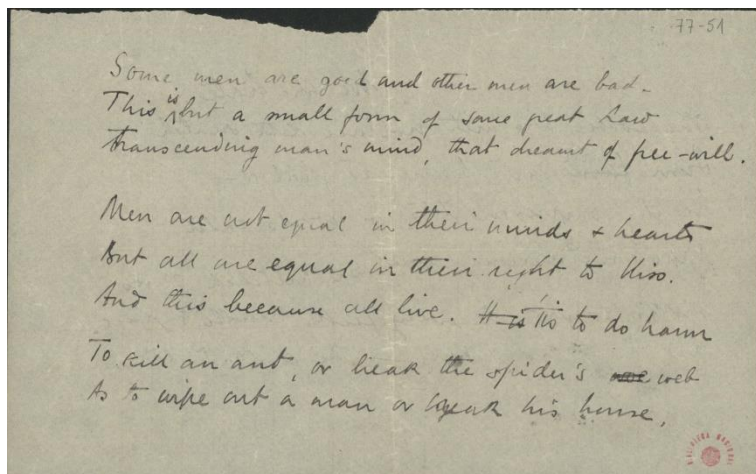 77-51
Some men are good and other men are bad.
This is but a small form of some great Law
Transcending man's mind, that dreamt of free-will.
Men are not equal in their minds & hearts
But all are equal in their right to bliss.
And this because all live. It is 'Tis to do harm
To kill an ant, or break the spider's web
As to wipe out a man or break his house.